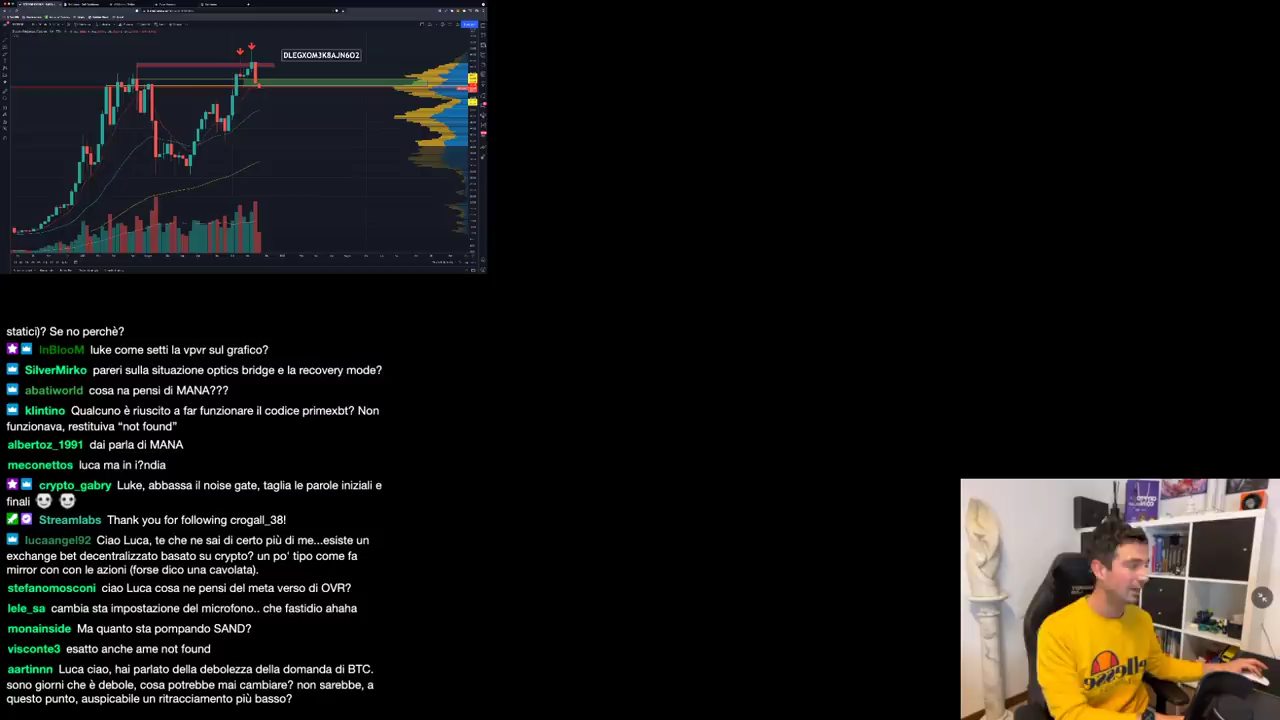 DLEGXOM3K8AJN6O2
statici)? Se no perchè?
InBlooM luke come setti la vpvr sul grafico?
SilverMirko pareri sulla situazione optics bridge e la recovery mode?
abatiworld cosa na pensi di MANA???
klintino Qualcuno è riuscito a far funzionare il codice primexbt? Non
funzionava, restituiva “not found”
albertoz_1991 dai parla di MANA
meconettos luca ma in i?ndia
crypto_gabry Luke, abbassa il noise gate, taglia le parole iniziali e
finali
Streamlabs Thank you for following crogall_38!
lucaangel92 Ciao Luca, te che ne sai di certo più di me...esiste un
exchange bet decentralizzato basato su crypto? un po' tipo come fa
mirror con con le azioni (forse dico una cavolata).
stefanomosconi ciao Luca cosa ne pensi del meta verso di OVR?
lele_sa cambia sta impostazione del microfono.. che fastidio ahaha
monainside Ma quanto sta pompando SAND?
visconte3 esatto anche ame not found
aartinnn Luca ciao, hai parlato della debolezza della domanda di BTC.
sono giorni che è debole, cosa potrebbe mai cambiare? non sarebbe, a
questo punto, auspicabile un ritracciamento più basso?